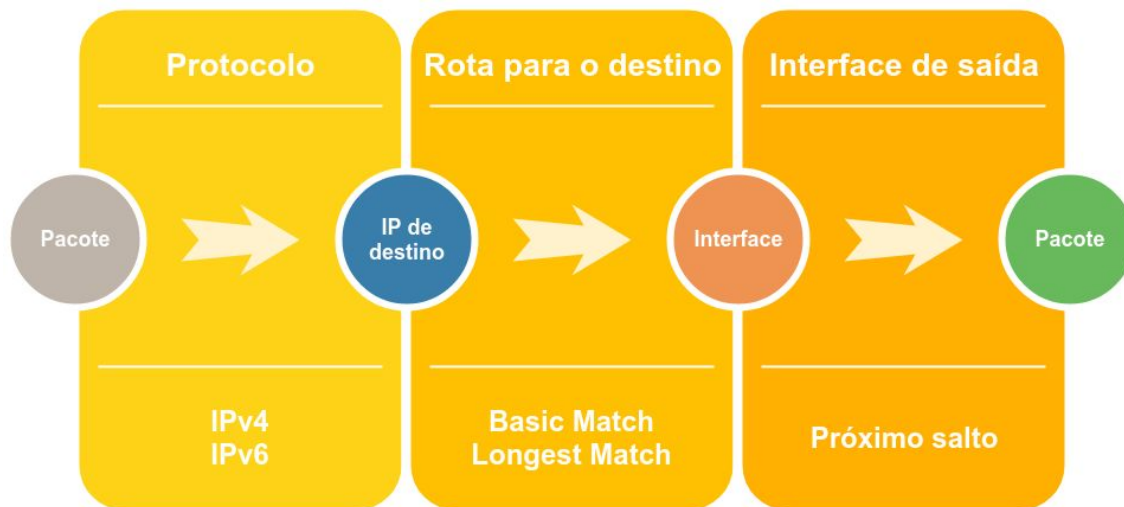 Protocolo
Rota para o destino
Interface de saída
Pacote
IP de
destino
Interface
Pacote
IPv4
IPv6
Basic Match
Longest Match
Próximo salto